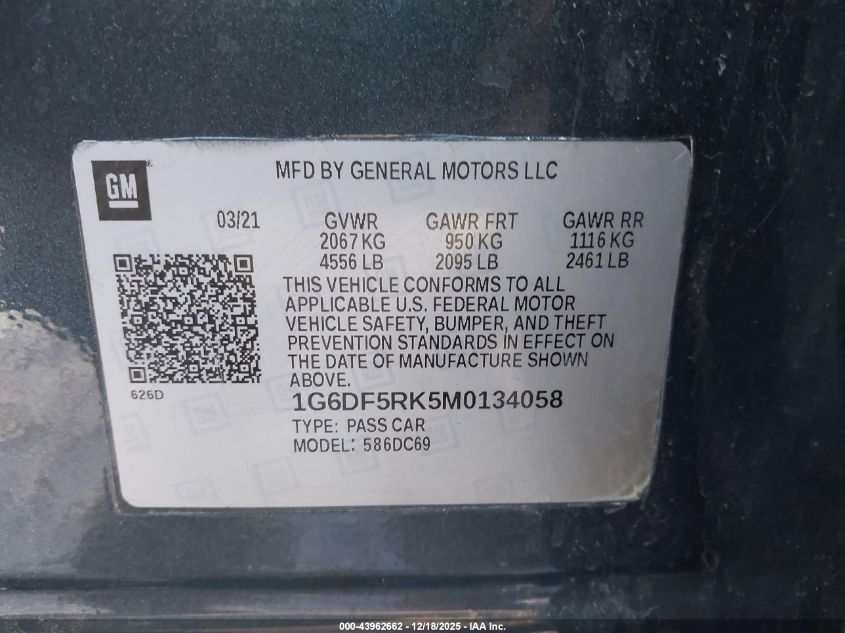 GM
MFD BY GENERAL MOTORS LLC
03/21 GVWR GAWR FRT GAWR RR
2067 KG 950 KG 1116 KG
4556 LB 2095 LB 2461 LB
THIS VEHICLE CONFORMS TO ALL
APPLICABLE U.S. FEDERAL MOTOR
VEHICLE SAFETY, BUMPER, AND THEFT
PREVENTION STANDARDS IN EFFECT ON
THE DATE OF MANUFACTURE SHOWN
ABOVE.
626D
1G6DF5RK5M0134058
TYPE: PASS CAR
MODEL: 586DC69
000-43962662 - 12/18/2025 - IAA Inc.